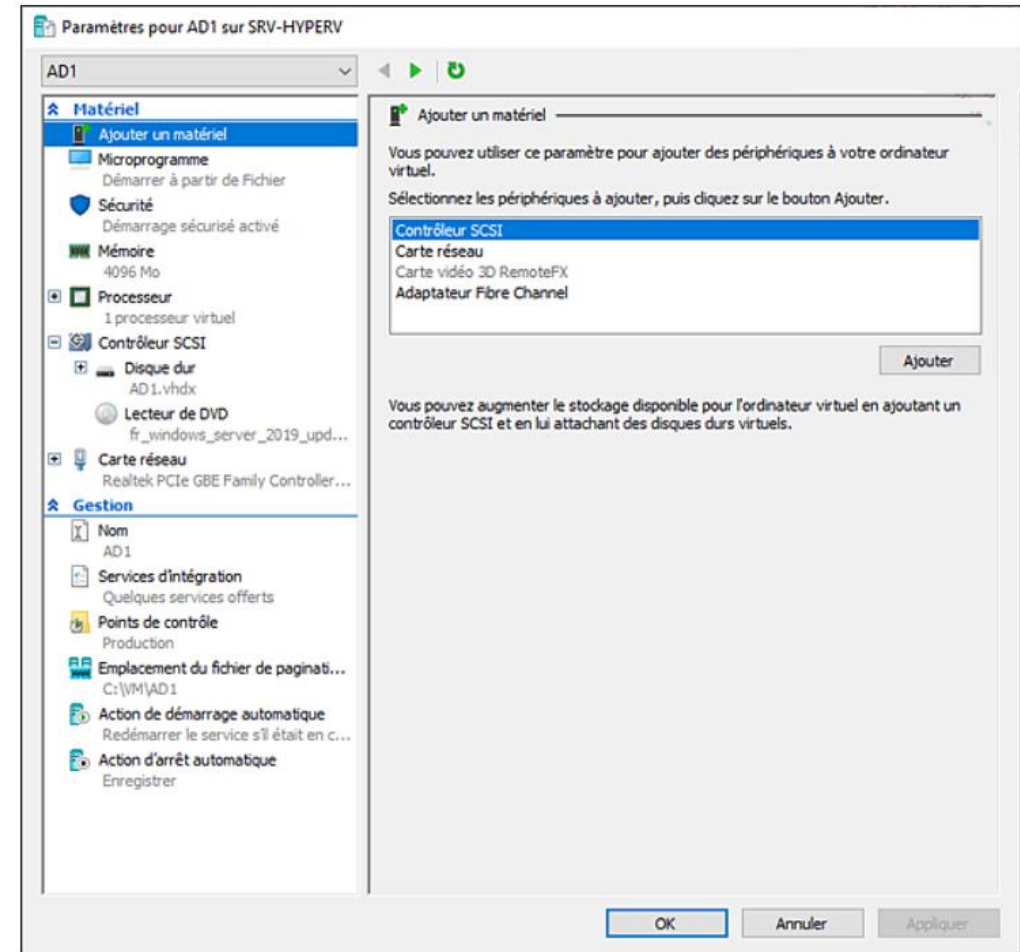 Paramètres pour AD1 sur SRV-HYPERV
AD1
Matériel
Ajouter un matériel
Microprogramme
Démarrer à partir de Fichier
Sécurité
Démarrage sécurisé activé
Mémoire
4096 Mo
Processeur
1 processeur virtuel
Contrôleur SCSI
Disque dur
AD1.vhdx
Lecteur de DVD
fr_windows_server_2019_upd...
Carte réseau
Realtek PCIe GBE Family Controller...
Gestion
Nom
AD1
Services d'intégration
Quelques services offerts
Points de contrôle
Production
Emplacement du fichier de paginati...
C:\VM\AD1
Action de démarrage automatique
Redémarrer le service s'il était en c...
Action d'arrêt automatique
Enregistrer
Ajouter un matériel
Vous pouvez utiliser ce paramètre pour ajouter des périphériques à votre ordinateur
virtuel.
Sélectionnez les périphériques à ajouter, puis cliquez sur le bouton Ajouter.
Contrôleur SCSI
Carte réseau
Carte vidéo 3D RemoteFX
Adaptateur Fibre Channel
Ajouter
Vous pouvez augmenter le stockage disponible pour l'ordinateur virtuel en ajoutant un
contrôleur SCSI et en lui attachant des disques durs virtuels.
OK
Annuler
Appliquer